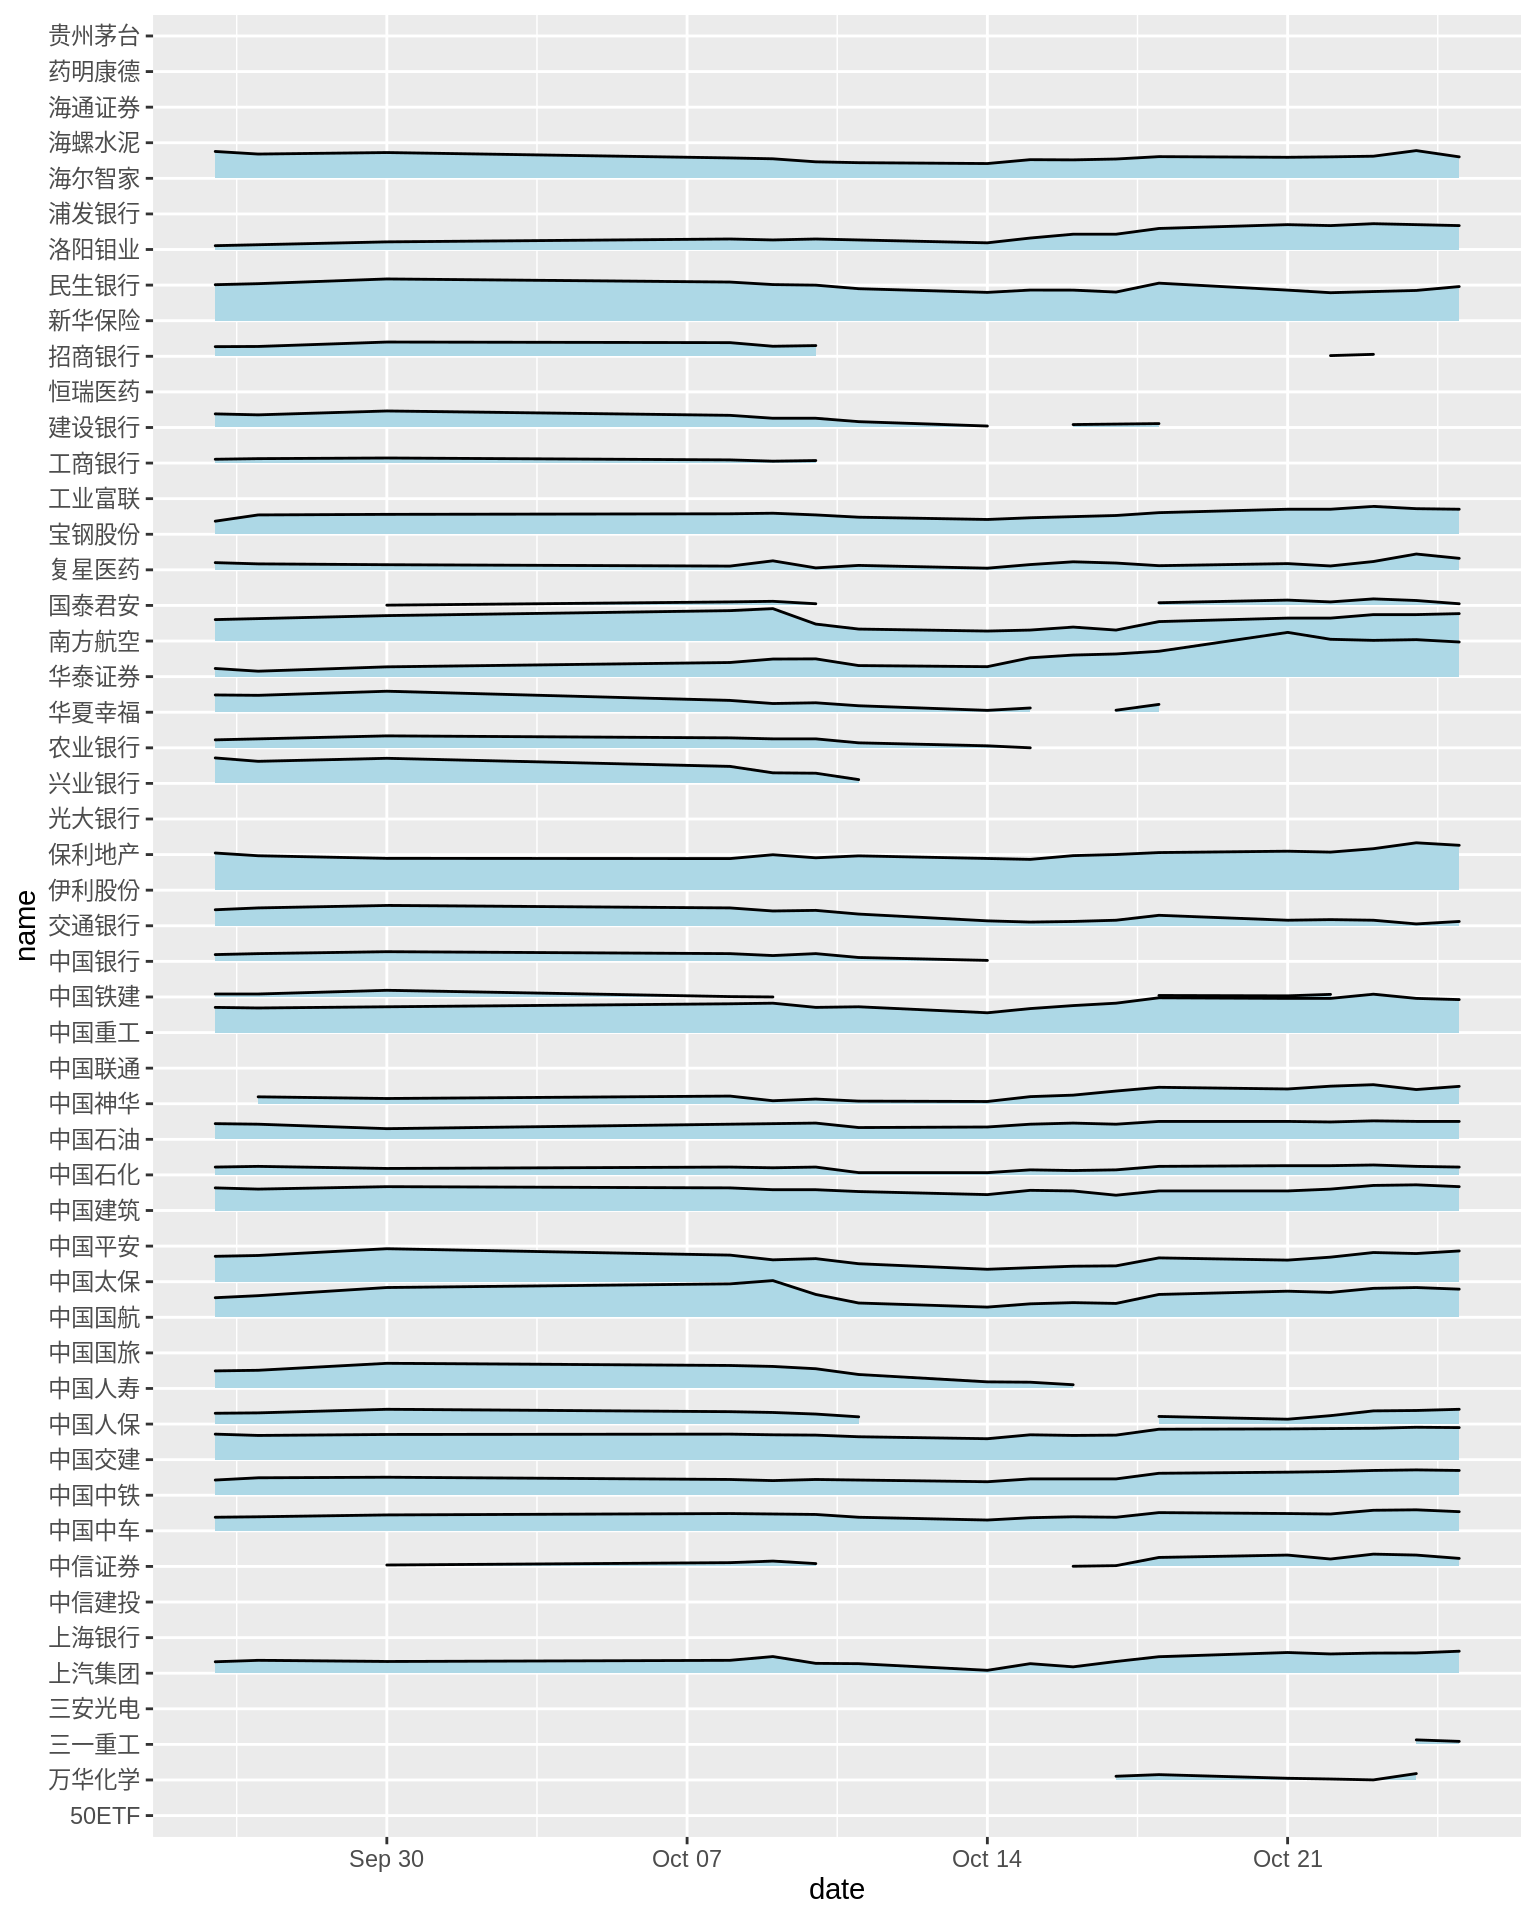 贵州茅台
药明康德
海通证券
海螺水泥
海尔智家
浦发银行
洛阳钼业
民生银行
新华保险
招商银行
恒瑞医药
建设银行
工商银行
工业富联
宝钢股份
复星医药
国泰君安
南方航空
华泰证券
华夏幸福
农业银行
兴业银行
光大银行
保利地产
伊利股份
交通银行
中国银行
中国铁建
中国重工
中国联通
中国神华
中国石油
中国石化
中国建筑
中国平安
中国太保
中国国航
中国国旅
中国人寿
中国人保
中国交建
中国中铁
中国中车
中信证券
中信建投
上海银行
上汽集团
三安光电
三一重工
万华化学
50ETF
name
Sep 30 Oct 07 Oct 14 Oct 21
date